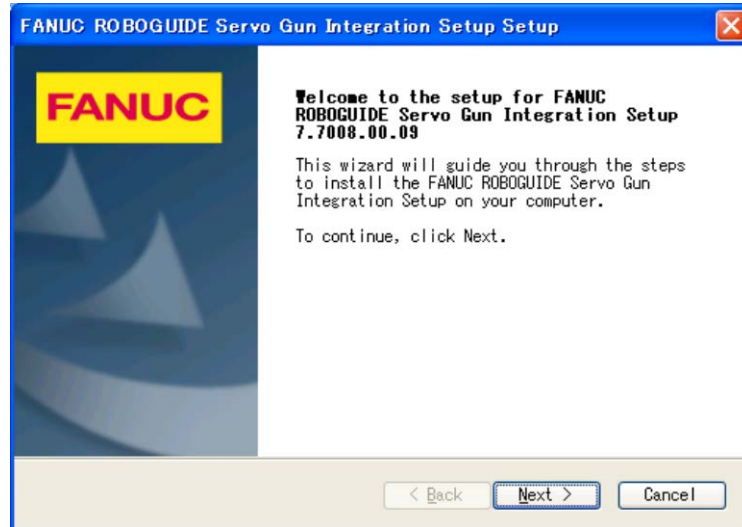 FANUC ROBOGUIDE Servo Gun Integration Setup Setup
FANUC
Welcome to the setup for FANUC
ROBOGUIDE Servo Gun Integration Setup
7.7008.00.09
This wizard will guide you through the steps
to install the FANUC ROBOGUIDE Servo Gun
Integration Setup on your computer.
To continue, click Next.
< Back Next > Cancel